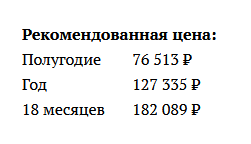 Рекомендованная цена:
Полугодие 76 513 ₽
Год 127 335 ₽
18 месяцев 182 089 ₽